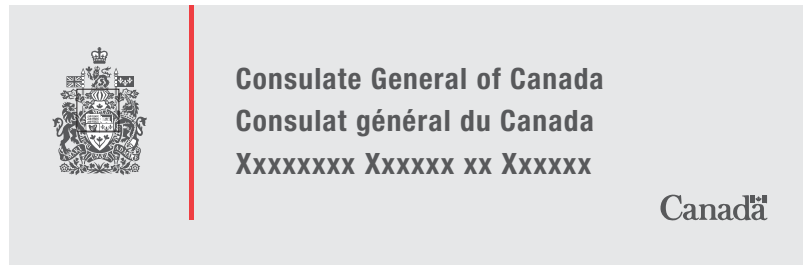 Consulate General of Canada
Consulat général du Canada
Xxxxxxxx Xxxxxx xx Xxxxxx
Canada